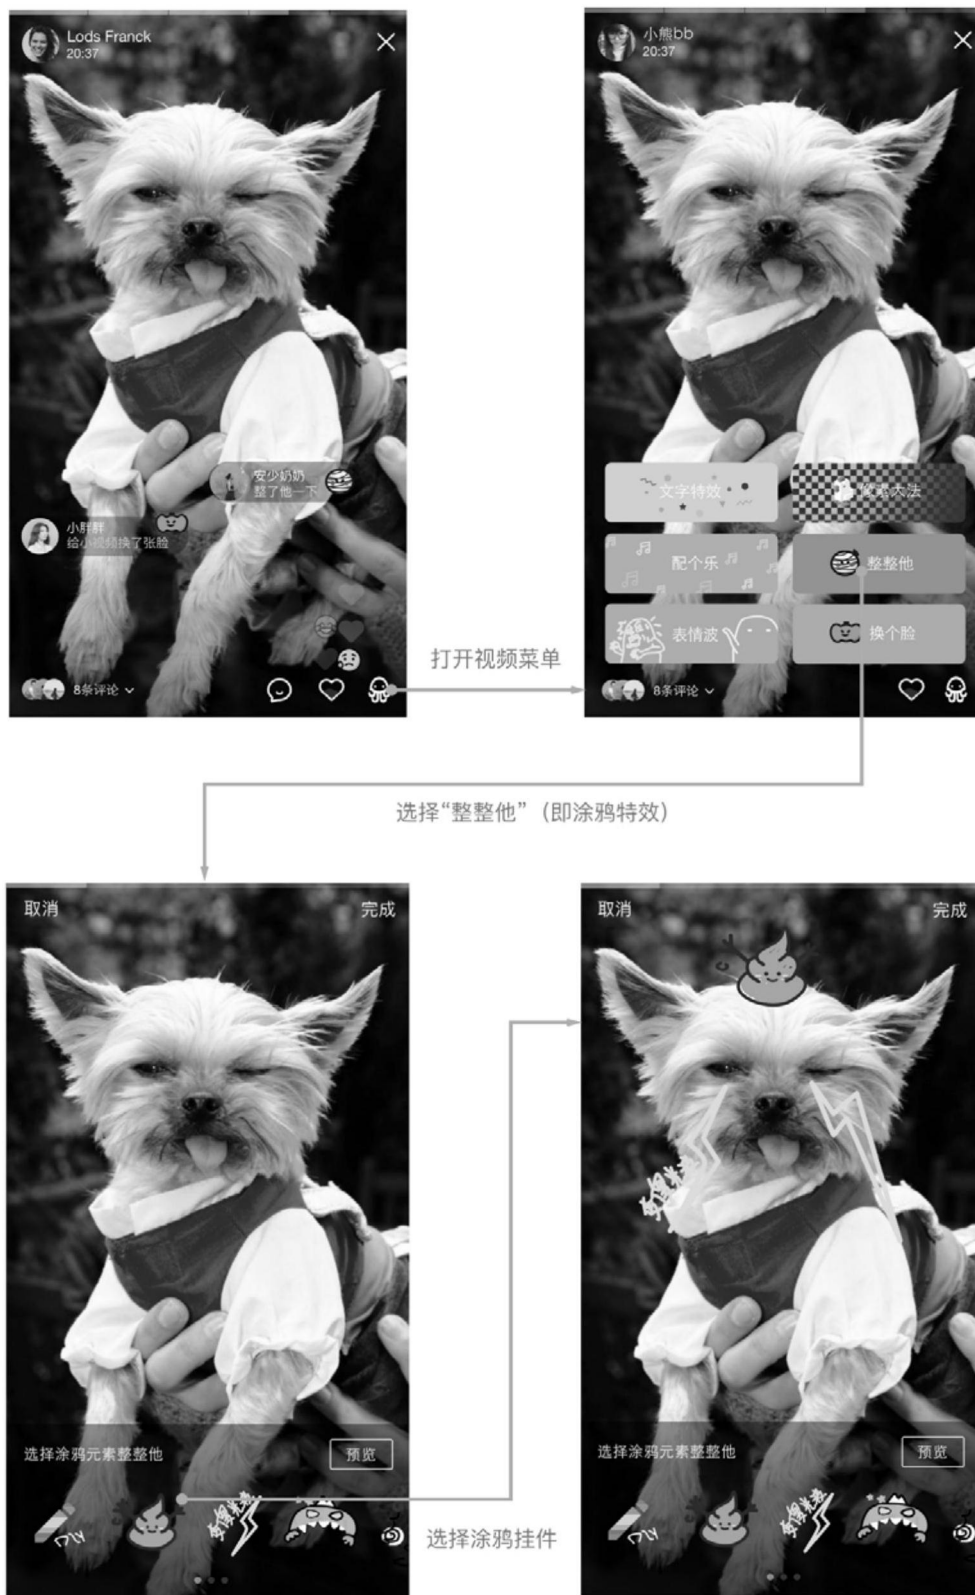 Lods Franck
20:37
安少奶奶
整了他一下
小胖胖
给小视频换了张脸
8条评论
小熊bb
20:37
文字特效
像素大法
配个乐
整整他
表情波
换个脸
8条评论
打开视频菜单
选择“整整他”（即涂鸦特效）
取消
完成
选择涂鸦元素整整他
预览
取消
完成
选择涂鸦元素整整他
预览
选择涂鸦挂件